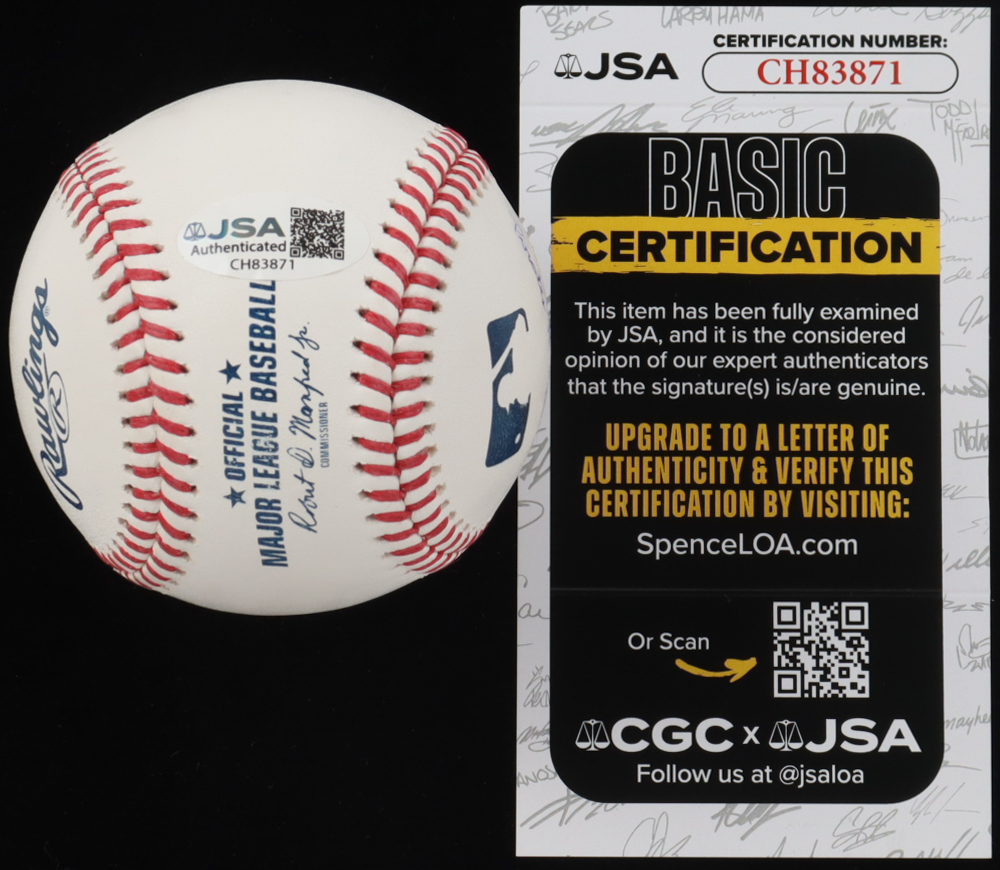 Rawlings
R
JSA
Authenticated
CH83871
★ OFFICIAL ★
MAJOR LEAGUE BASEBALL
Robert D. Manfred Jr.
COMMISSIONER
JSA
CERTIFICATION NUMBER:
CH83871
LARRY HAMA
TODD
BASIC
CERTIFICATION
This item has been fully examined
by JSA, and it is the considered
opinion of our expert authenticators
that the signature(s) is/are genuine.
UPGRADE TO A LETTER OF
AUTHENTICITY & VERIFY THIS
CERTIFICATION BY VISITING:
SpenceLOA.com
Or Scan
CGC x JSA
Follow us at @jsaloa